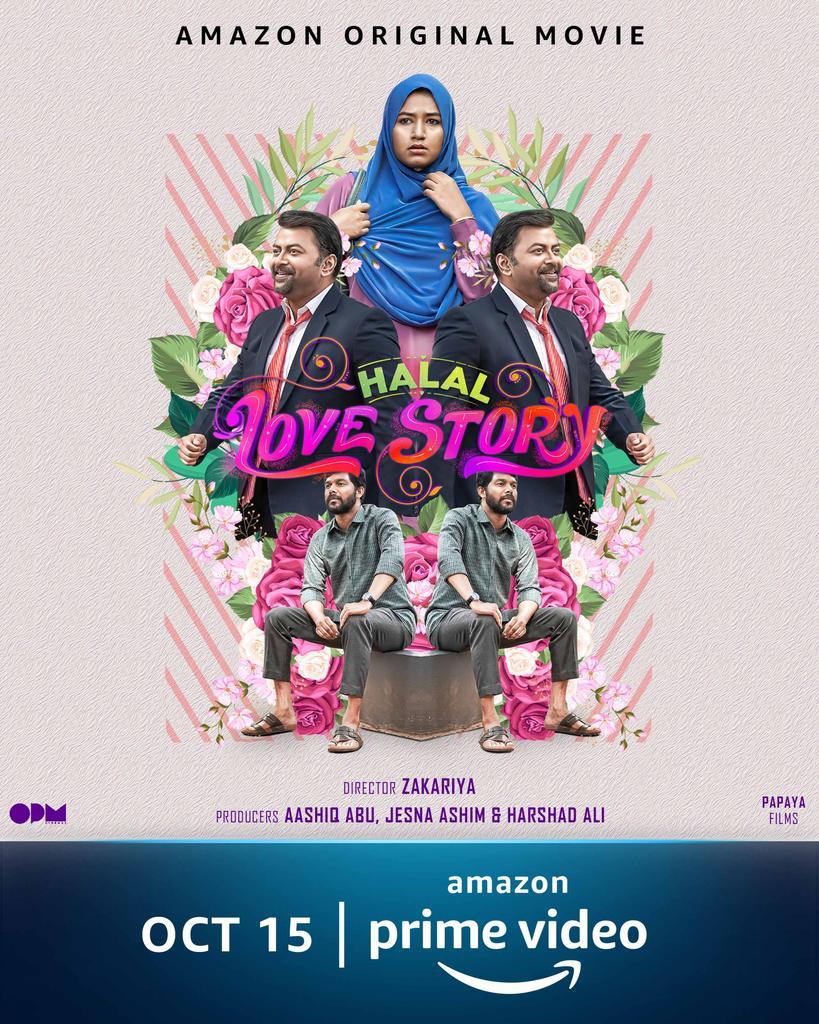 AMAZON ORIGINAL MOVIE
HALAL
LOVE STORY
DIRECTOR ZAKARIYA
PRODUCERS AASHIQ ABU, JESNA ASHIM & HARSHAD ALI
OPM
CINEMAS
PAPAYA
FILMS
OCT 15
amazon
prime video